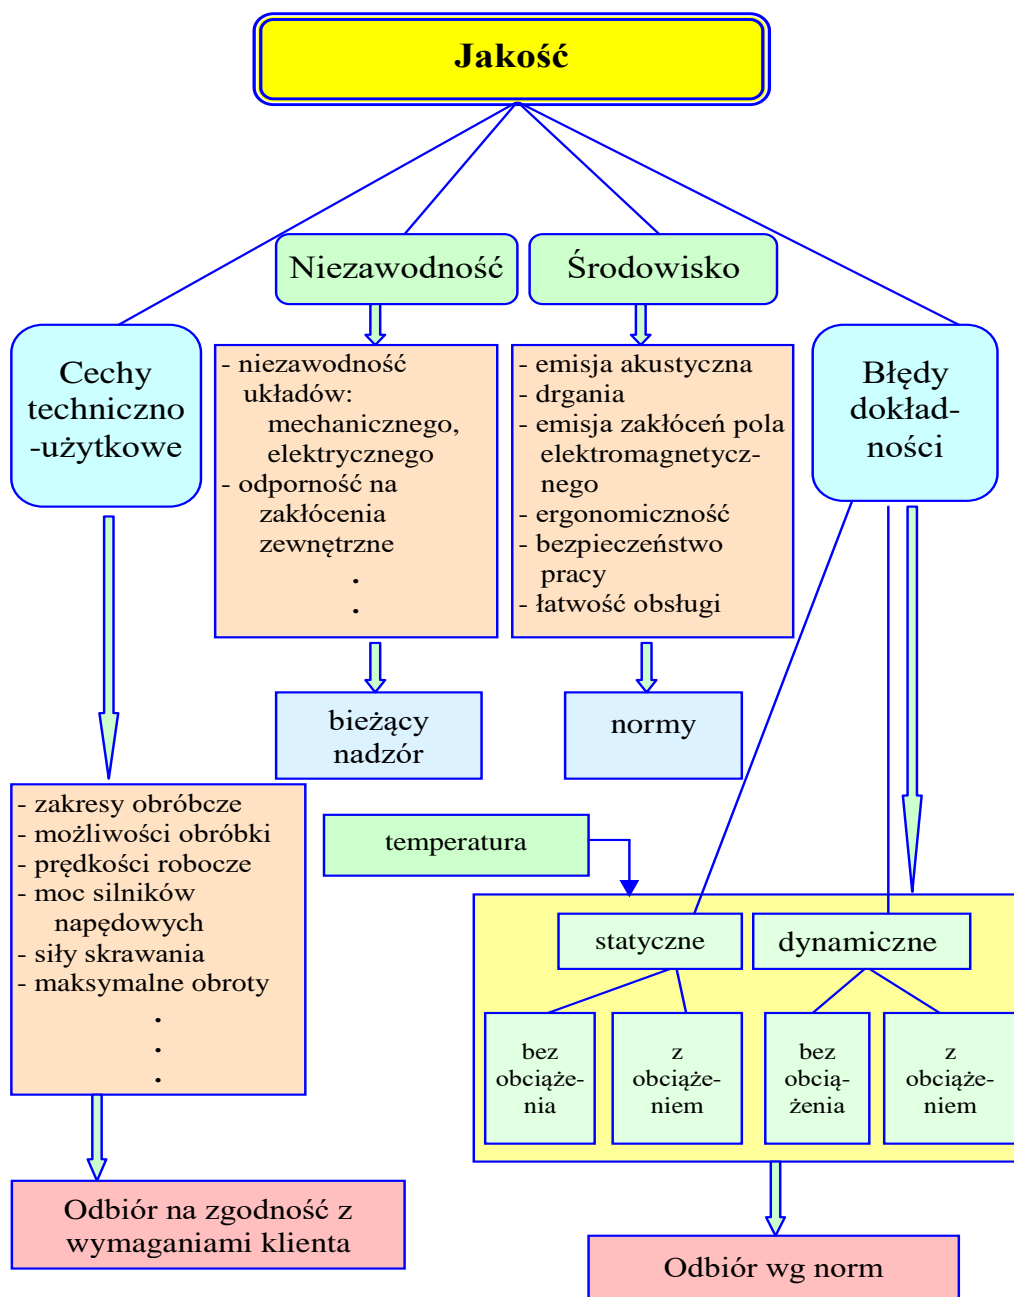 Jakość
Niezawodność
Środowisko
Cechy
techniczno
-użytkowe
- niezawodność
układów:
mechanicznego,
elektrycznego
- odporność na
zakłócenia
zewnętrzne
.
.
- emisja akustyczna
- drgania
- emisja zakłóceń pola
elektromagnetycz-
nego
- ergonomiczność
- bezpieczeństwo
pracy
- łatwość obsługi
Błędy
dokład-
ności
bieżący
nadzór
normy
- zakresy obróbcze
- możliwości obróbki
- prędkości robocze
- moc silników
napędowych
- siły skrawania
- maksymalne obroty
.
.
.
temperatura
statyczne
dynamiczne
bez
obciąże-
nia
z
obciąże-
niem
bez
obcią-
żenia
z
obciąże-
niem
Odbiór na zgodność z
wymaganiami klienta
Odbiór wg norm